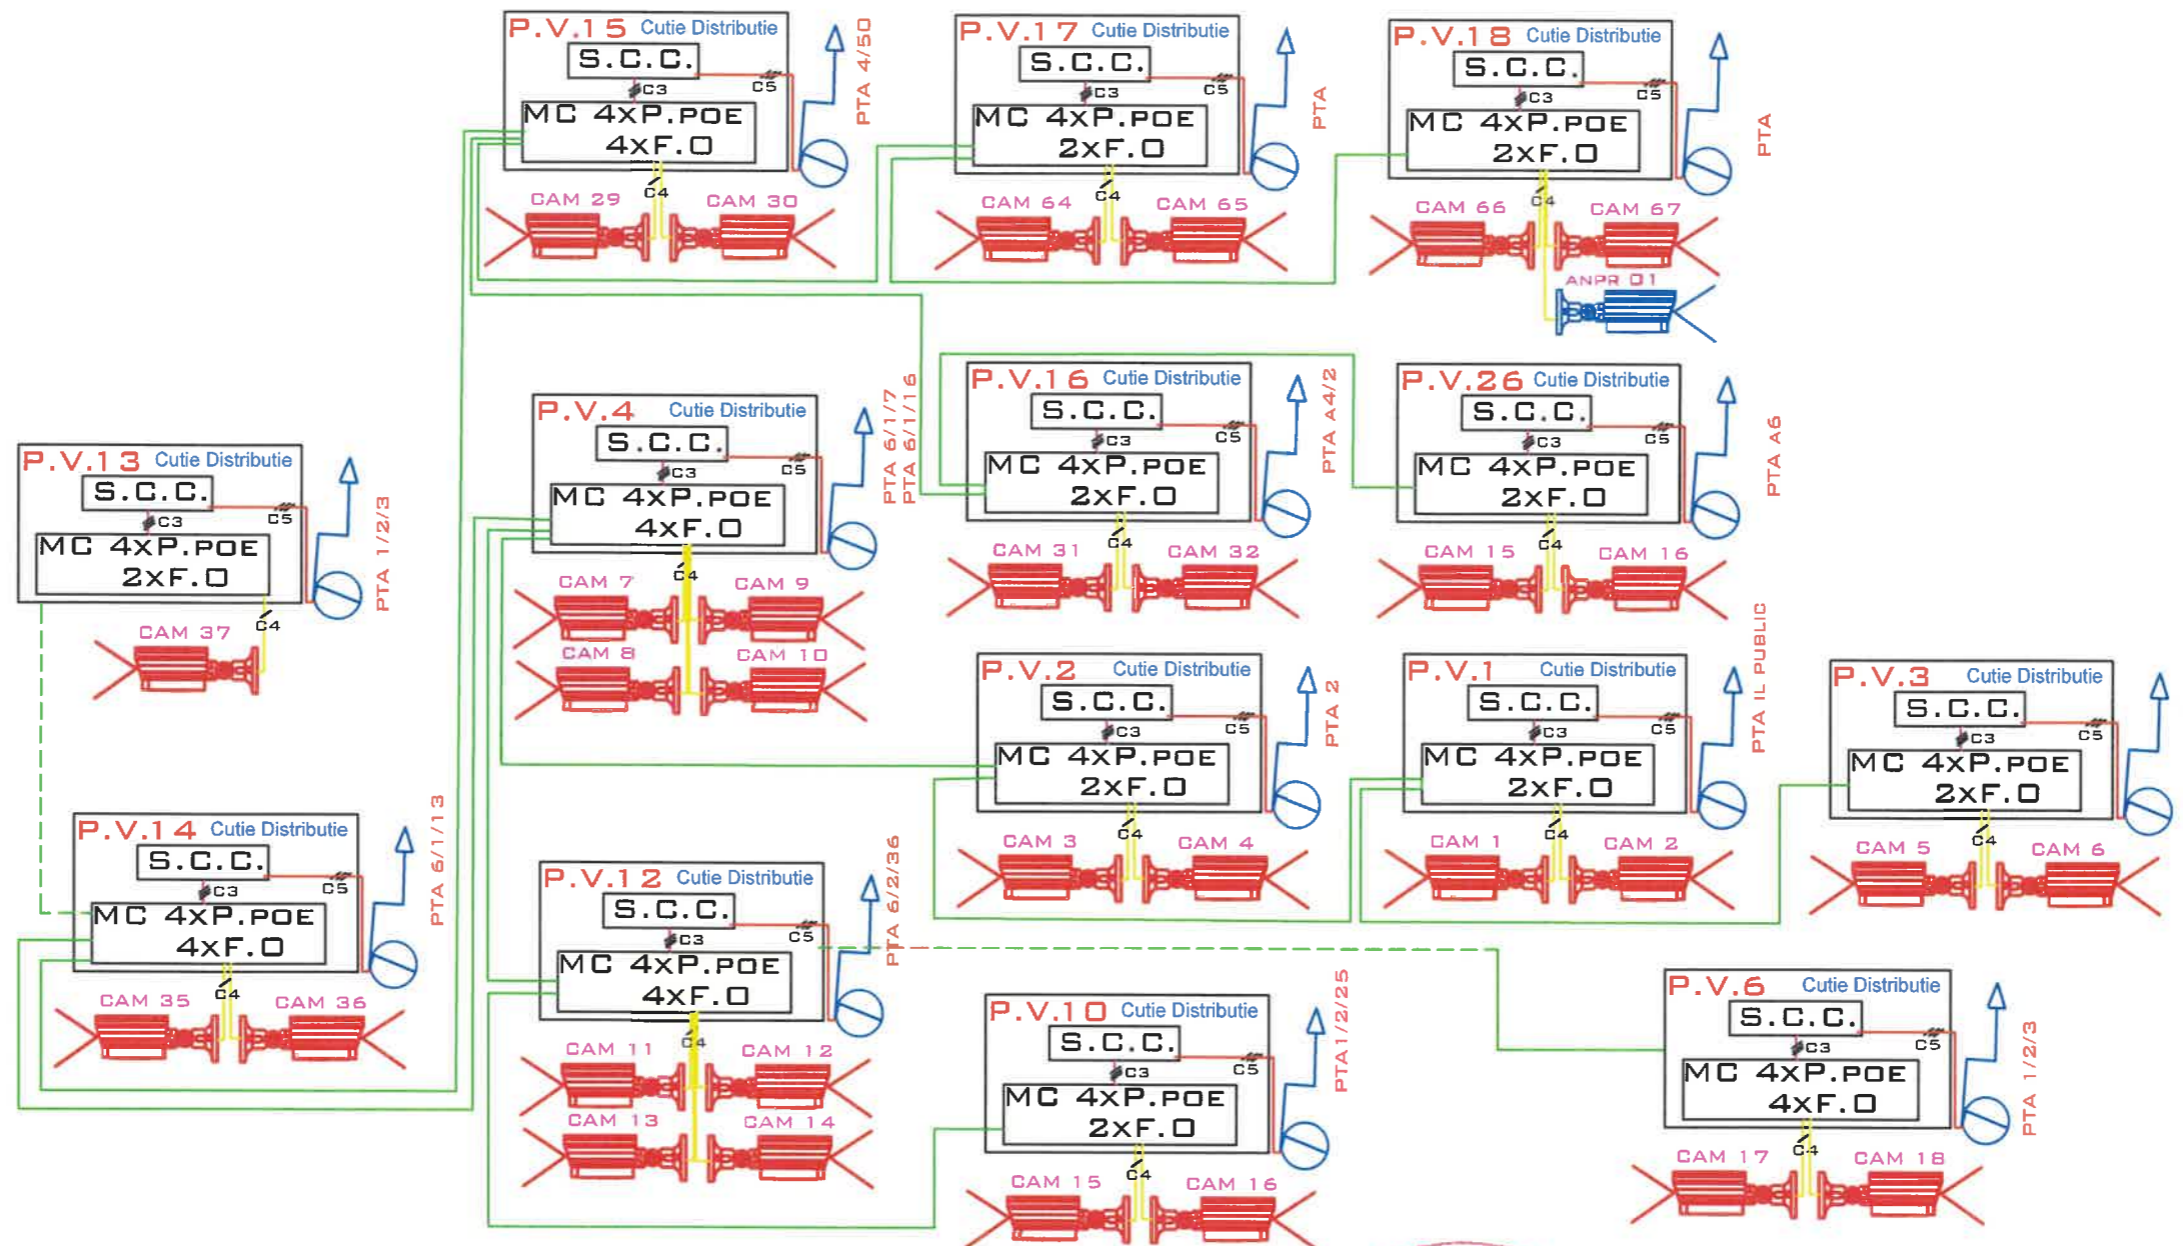 P.V.15 Cutie Distributie
S.C.C.
C3
C5
MC 4xP.POE
4xF.O
C4
CAM 29
CAM 30
PTA 4/50
P.V.17 Cutie Distributie
S.C.C.
C3
C5
MC 4xP.POE
2xF.O
C4
CAM 64
CAM 65
PTA
P.V.18 Cutie Distributie
S.C.C.
C3
C5
MC 4xP.POE
2xF.O
C4
CAM 66
CAM 67
ANPR 01
PTA
P.V.16 Cutie Distributie
S.C.C.
C3
C5
MC 4xP.POE
2xF.O
C4
CAM 31
CAM 32
PTA A4/2
P.V.26 Cutie Distributie
S.C.C.
C3
C5
MC 4xP.POE
2xF.O
C4
CAM 15
CAM 16
PTA A6
P.V.4 Cutie Distributie
S.C.C.
C3
C5
MC 4xP.POE
4xF.O
C4
CAM 7
CAM 9
CAM 8
CAM 10
PTA 6/1/7
PTA 6/1/16
P.V.13 Cutie Distributie
S.C.C.
C3
C5
MC 4xP.POE
2xF.O
C4
CAM 37
PTA 1/2/3
P.V.2 Cutie Distributie
S.C.C.
C3
C5
MC 4xP.POE
2xF.O
C4
CAM 3
CAM 4
PTA 2
P.V.1 Cutie Distributie
S.C.C.
C3
C5
MC 4xP.POE
2xF.O
C4
CAM 1
CAM 2
PTA IL PUBLIC
P.V.3 Cutie Distributie
S.C.C.
C3
C5
MC 4xP.POE
2xF.O
C4
CAM 5
CAM 6
P.V.14 Cutie Distributie
S.C.C.
C3
C5
MC 4xP.POE
4xF.O
C4
CAM 35
CAM 36
PTA 6/1/13
P.V.12 Cutie Distributie
S.C.C.
C3
C5
MC 4xP.POE
4xF.O
C4
CAM 11
CAM 12
CAM 13
CAM 14
PTA 6/2/36
P.V.10 Cutie Distributie
S.C.C.
C3
C5
MC 4xP.POE
2xF.O
C4
CAM 15
CAM 16
PTA1/2/25
P.V.6 Cutie Distributie
S.C.C.
C3
C5
MC 4xP.POE
4xF.O
C4
CAM 17
CAM 18
PTA 1/2/3